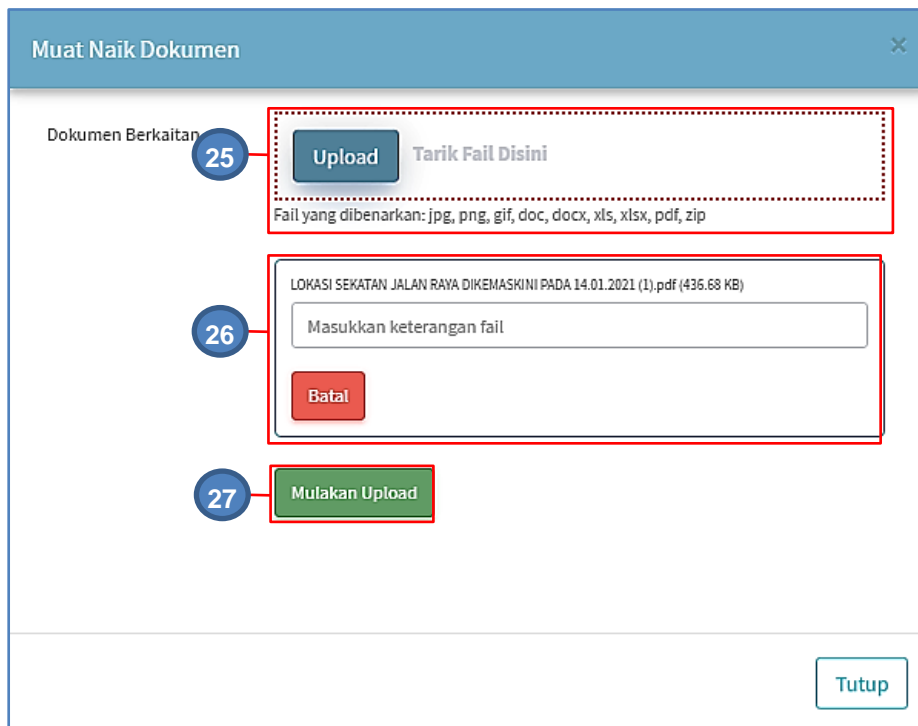 Muat Naik Dokumen
×
Dokumen Berkaitan
25
Upload
Tarik Fail Disini
Fail yang dibenarkan: jpg, png, gif, doc, docx, xls, xlsx, pdf, zip
LOKASI SEKATAN JALAN RAYA DIKEMASKINI PADA 14.01.2021 (1).pdf (436.68 KB)
26
Masukkan keterangan fail
Batal
27
Mulakan Upload
Tutup